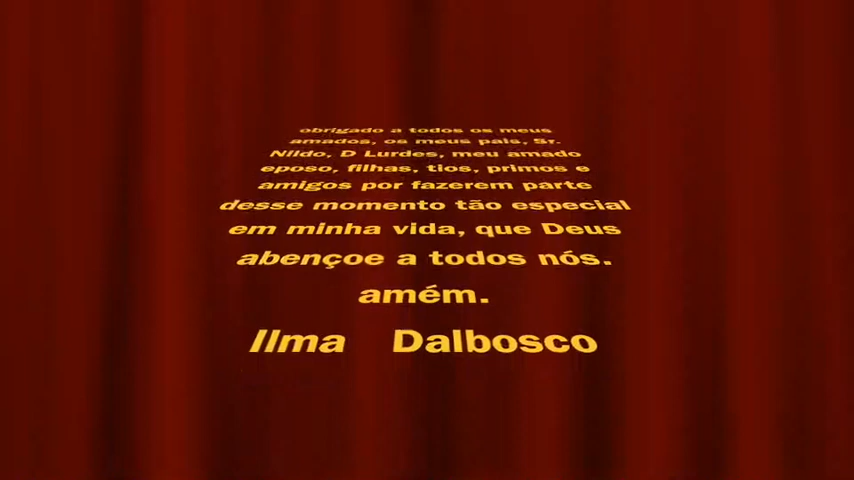 obrigado a todos os meus
amados, os meus pais, Sr.
Nildo, D Lurdes, meu amado
eposo, filhas, tios, primos e
amigos por fazerem parte
desse momento tão especial
em minha vida, que Deus
abençoe a todos nós.
amém.
Ilma Dalbosco